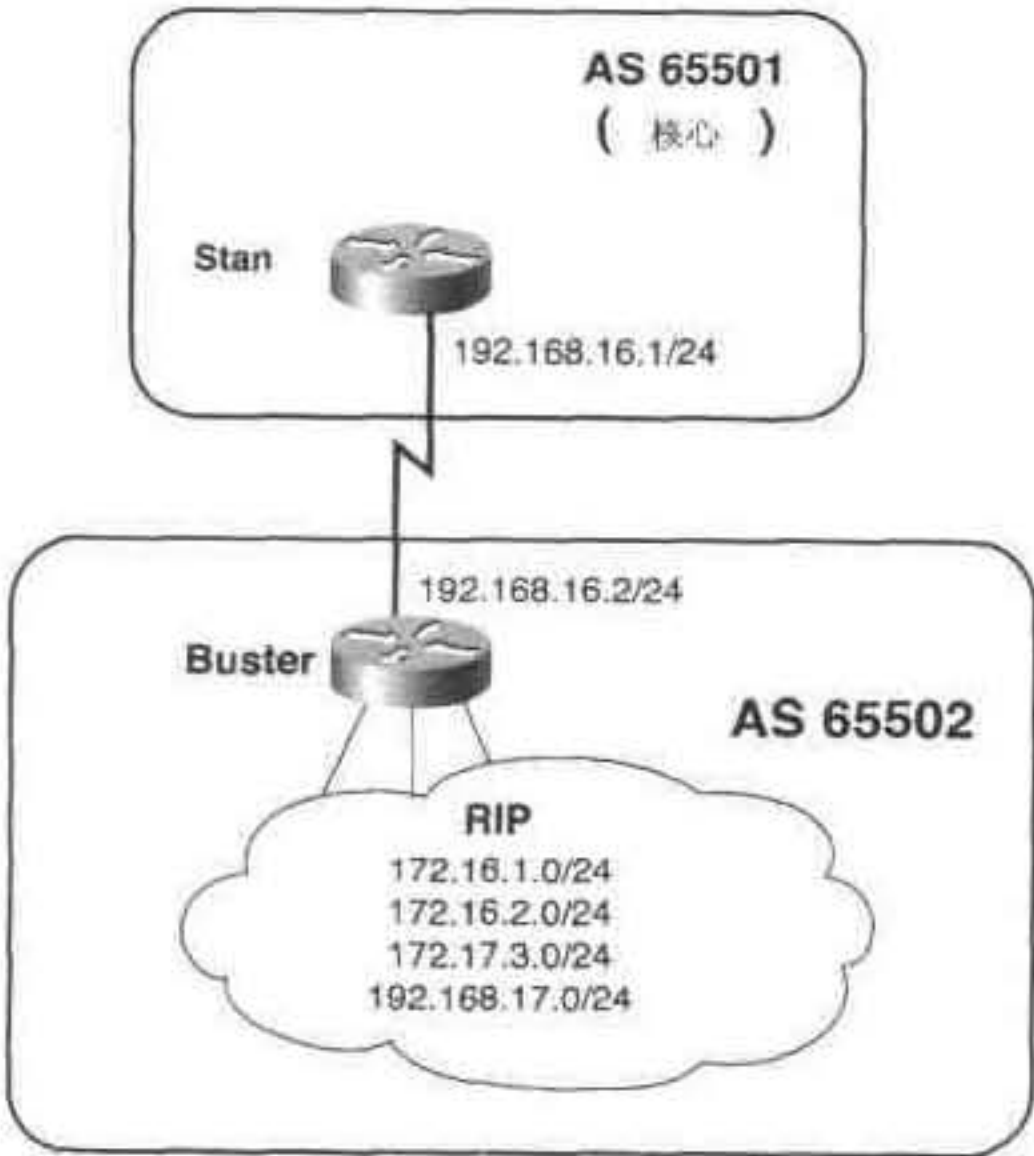 AS 65501
( 核心 )
Stan
192.168.16.1/24
192.168.16.2/24
Buster
AS 65502
RIP
172.16.1.0/24
172.16.2.0/24
172.17.3.0/24
192.168.17.0/24